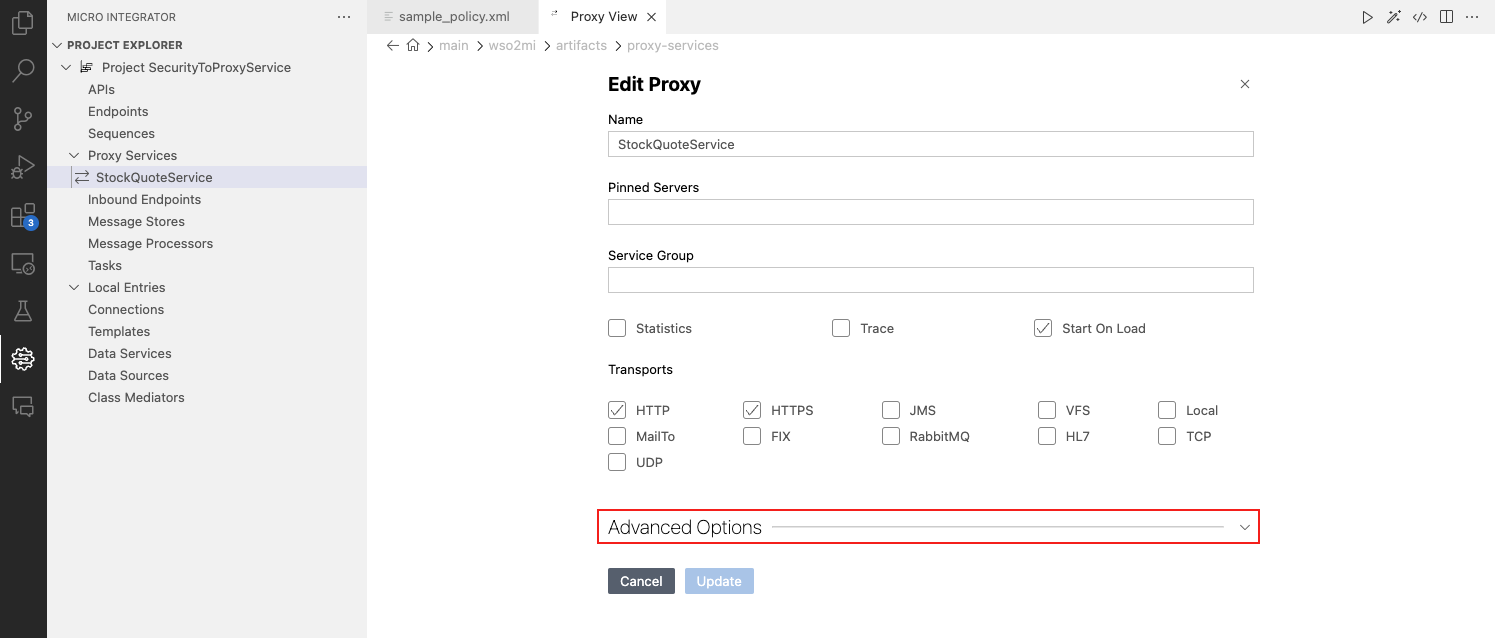 MICRO INTEGRATOR
PROJECT EXPLORER
Project SecurityToProxyService
APIs
Endpoints
Sequences
Proxy Services
StockQuoteService
Inbound Endpoints
Message Stores
Message Processors
Tasks
Local Entries
Connections
Templates
Data Services
Data Sources
Class Mediators
3
sample_policy.xml
Proxy View
main > wso2mi > artifacts > proxy-services
Edit Proxy
Name
StockQuoteService
Pinned Servers
Service Group
Statistics Trace Start On Load
Transports
HTTP HTTPS JMS VFS Local
MailTo FIX RabbitMQ HL7 TCP
UDP
Advanced Options
Cancel Update